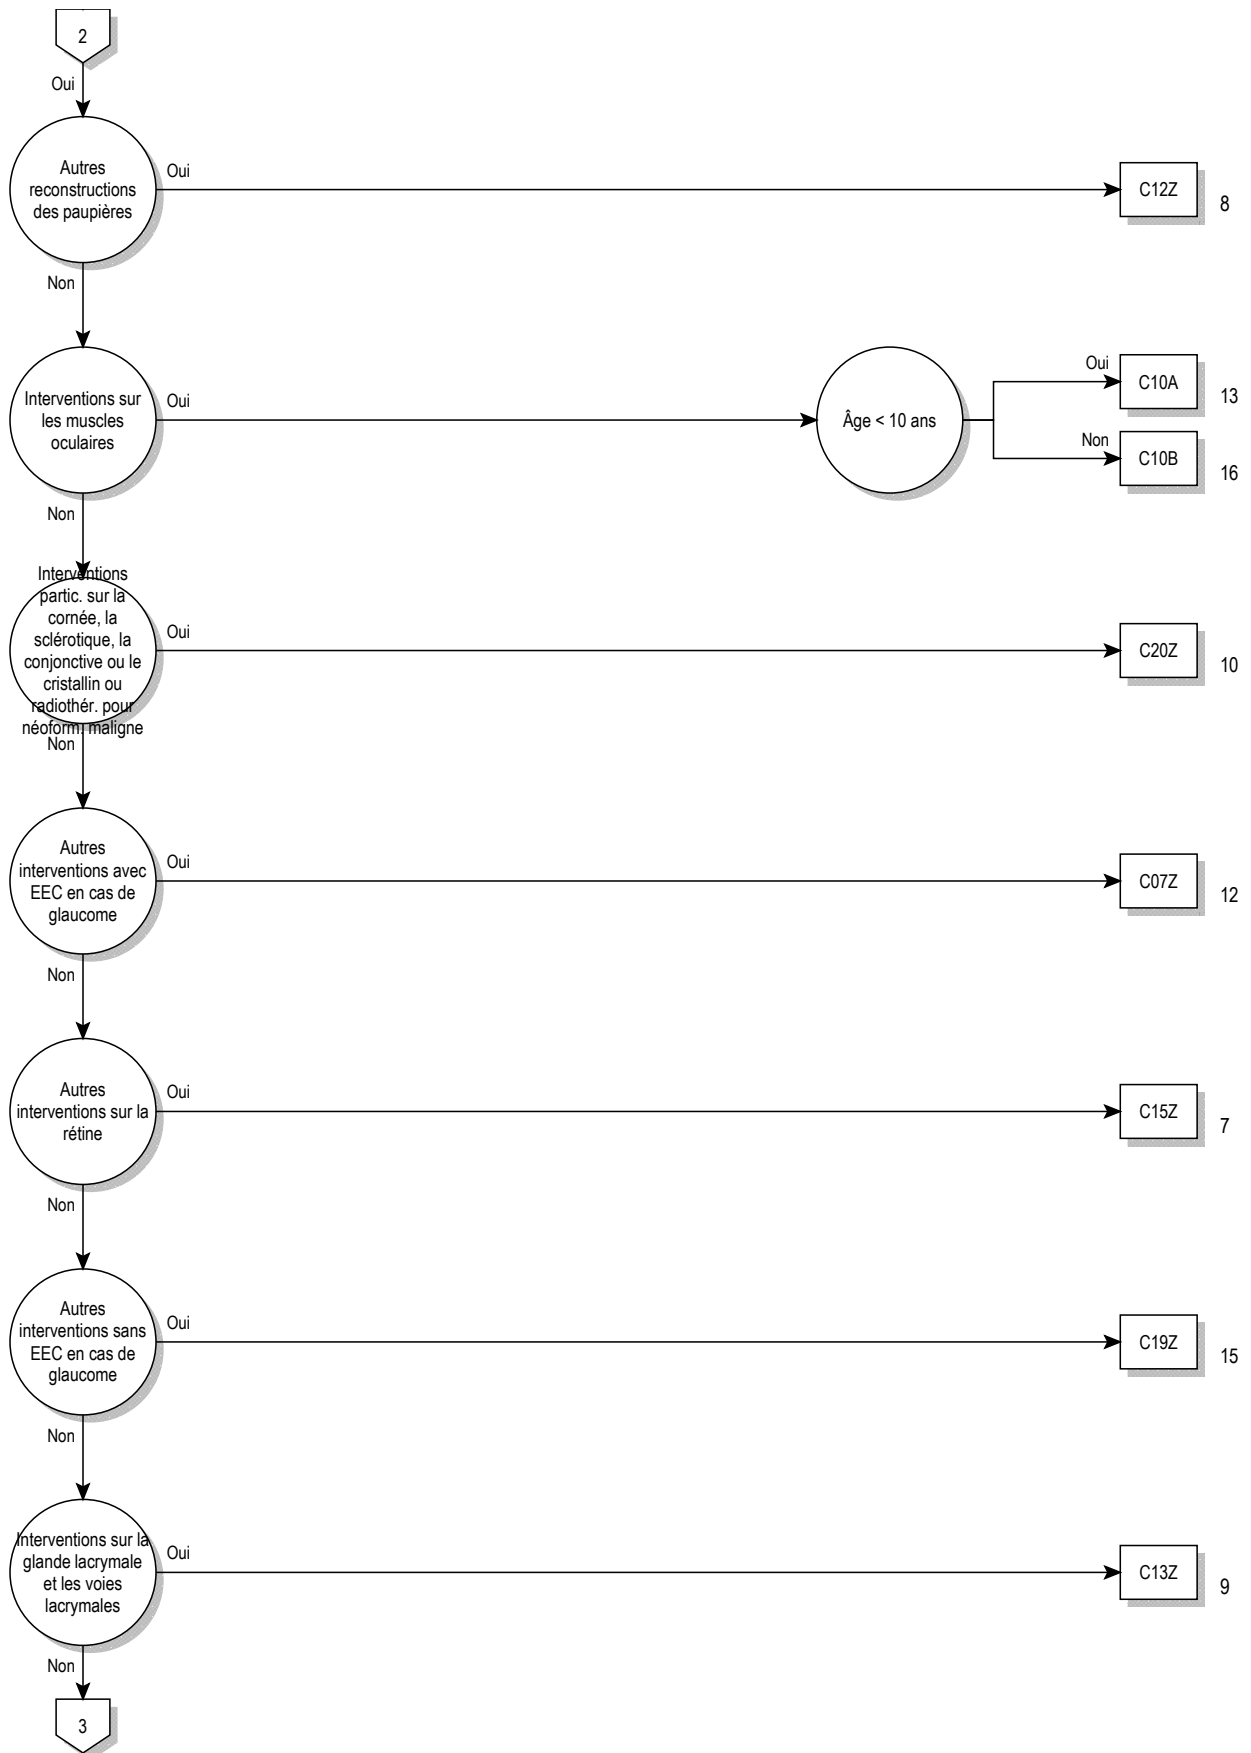 2
Oui
Autres
reconstructions
des paupières
Oui
C12Z
8
Non
Interventions sur
les muscles
oculaires
Oui
Âge < 10 ans
Oui
C10A
13
Non
C10B
16
Non
Interventions
partic. sur la
cornée, la
sclérotique, la
conjonctive ou le
cristallin ou
radiothér. pour
néoform. maligne
Oui
C20Z
10
Non
Autres
interventions avec
EEC en cas de
glaucome
Oui
C07Z
12
Non
Autres
interventions sur la
rétine
Oui
C15Z
7
Non
Autres
interventions sans
EEC en cas de
glaucome
Oui
C19Z
15
Non
Interventions sur la
glande lacrymale
et les voies
lacrymales
Oui
C13Z
9
Non
3